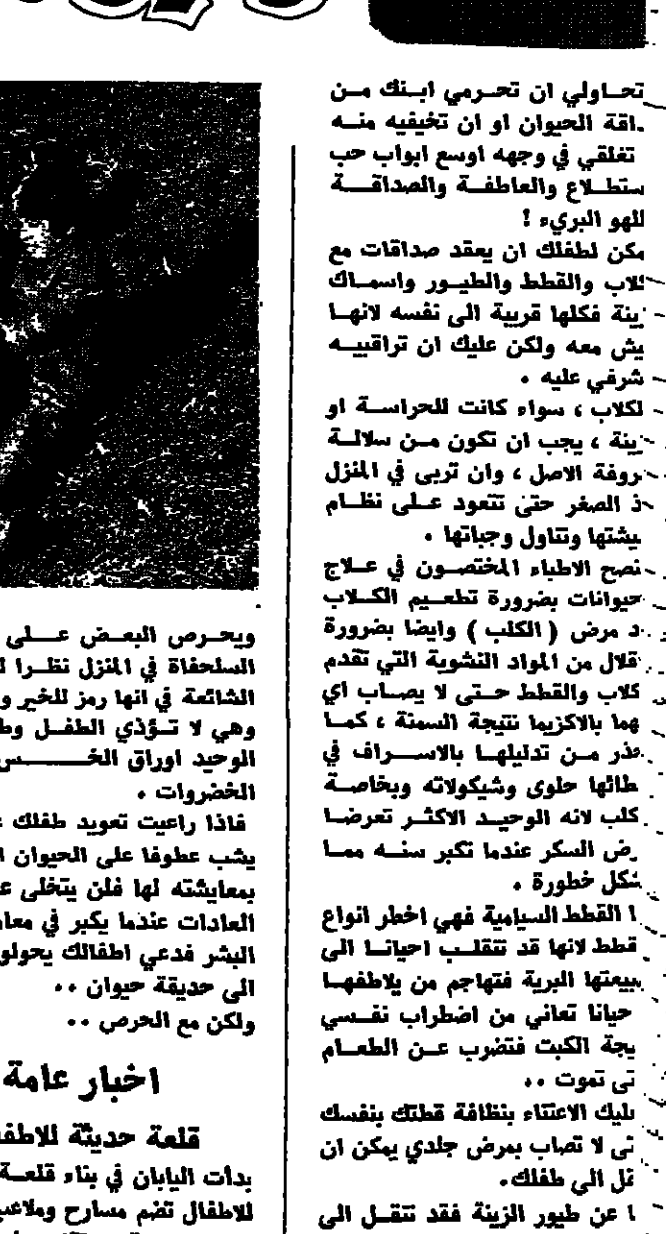 تحاولي ان تحرمي ابنك من
اقة الحيوان او ان تخيفيه منه
تغلقي في وجهه اوسع ابواب حب
ستطلاع والعاطفة والصداقة
للهو البريء !
مكن لطفلك ان يعقد صداقات مع
كلاب والقطط والطيور واسماك
ينة فكلها قريبة الى نفسه لانها
يش معه ولكن عليك ان تراقبيه
شرفي عليه .
لكلاب ، سواء كانت للحراسة او
ينة ، يجب ان تكون من سلالة
روفة الاصل ، وان تربى في المنزل
ذ الصغر حتى تتعود على نظام
يشتها وتناول وجباتها .
نصح الاطباء المختصون في علاج
حيوانات بضرورة تطعيم الكلاب
د مرض ( الكلب ) وايضا بضرورة
قلال من المواد النشوية التي تقدم
كلاب والقطط حتى لا يصاب اي
هما بالاكزيما نتيجة السمنة ، كما
حذر من تدليلها بالاسراف في
طائها حلوى وشيكولاته وبخاصة
كلب لانه الوحيد الاكثر تعرضا
رض السكر عندما تكبر سنه مما
شكل خطورة .
ا القطط السيامية فهي اخطر انواع
قطط لانها قد تتقلب احيانا الى
بيعتها البرية فتهاجم من يلاطفها
حيانا تعاني من اضطراب نفسي
يجة الكبت فتضرب عن الطعام
تى تموت ..
عليك الاعتناء بنظافة قطتك بنفسك
تى لا تصاب بمرض جلدي يمكن ان
قل الى طفلك.
ا عن طيور الزينة فقد تتقل الى
ويحرص البعض على
السلحفاة في المنزل نظرا ل
الشائعة في انها رمز للخير و
وهي لا تؤذي الطفل وط
الوحيد اوراق الخس
الخضروات .
فاذا راعيت تعويد طفلك ع
يشب عطوفا على الحيوان ا
بمعايشته لها فلن يتخلى ع
العادات عندما يكبر في معا
البشر فدعي اطفالك يحولو
الى حديقة حيوان ..
ولكن مع الحرص ..
اخبار عامة
قلعة حديثة للاطف
بدأت اليابان في بناء قلعة
للاطفال تضم مسارح وملاعب